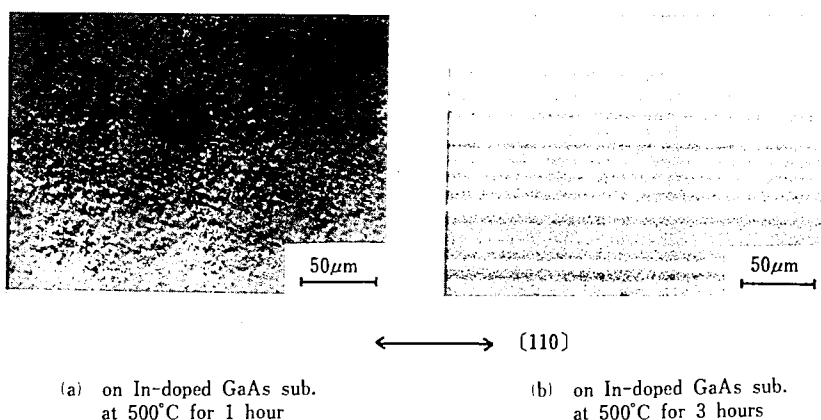 50μm
50μm
[110]
(a) on In-doped GaAs sub.
at 500°C for 1 hour
(b) on In-doped GaAs sub.
at 500°C for 3 hours